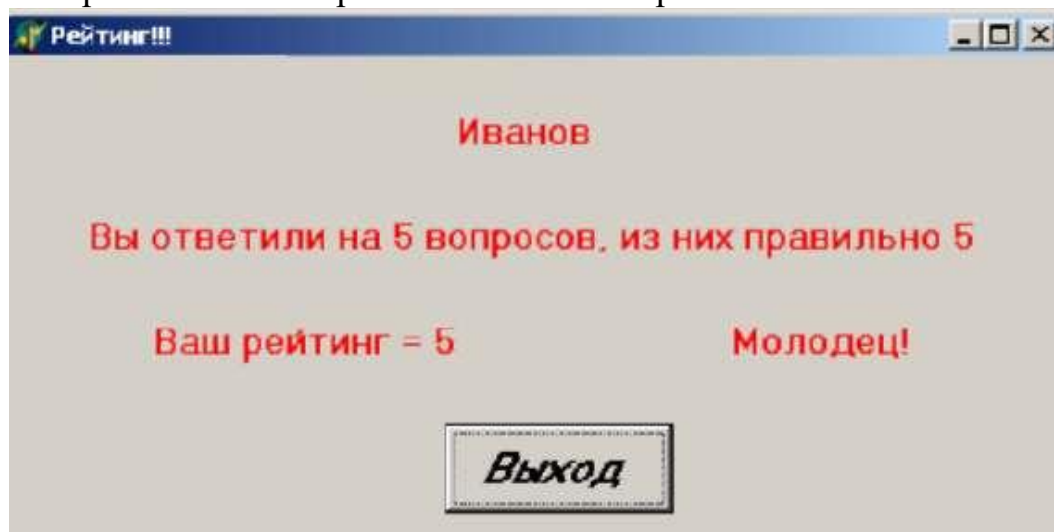 Рейтинг!!!
Иванов
Вы ответили на 5 вопросов, из них правильно 5
Ваш рейтинг = 5 Молодец!
Выход